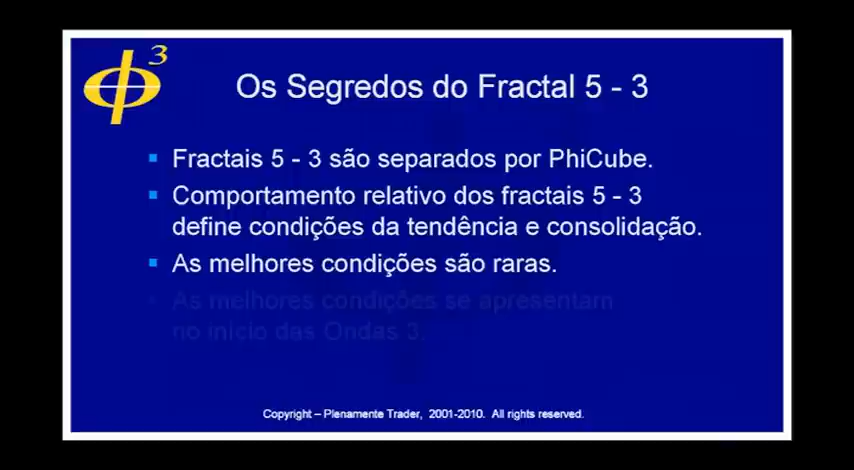 Φ3
Os Segredos do Fractal 5 - 3
Fractais 5 - 3 são separados por PhiCube.
Comportamento relativo dos fractais 5 - 3
define condições da tendência e consolidação.
As melhores condições são raras.
As melhores condições se apresentam
no início das Ondas 3.
Copyright – Plenamente Trader, 2001-2010. All rights reserved.